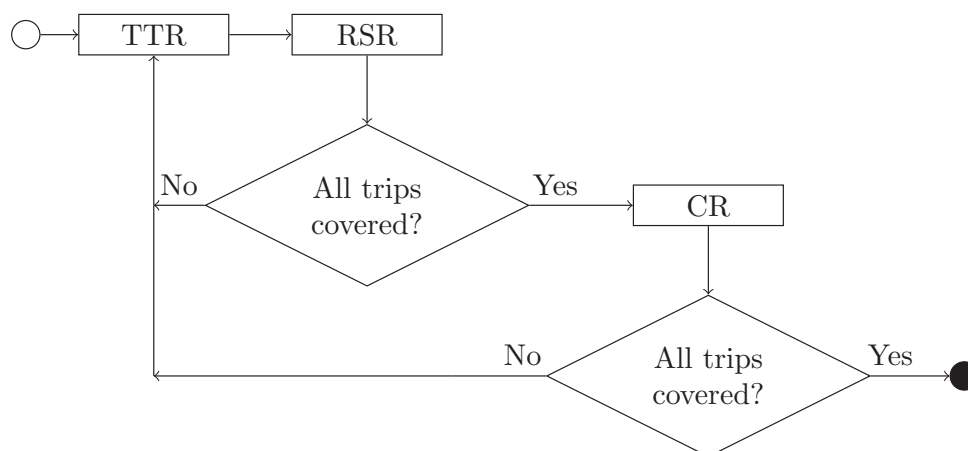 TTR
RSR
All trips
covered?
No
Yes
CR
All trips
covered?
No
Yes